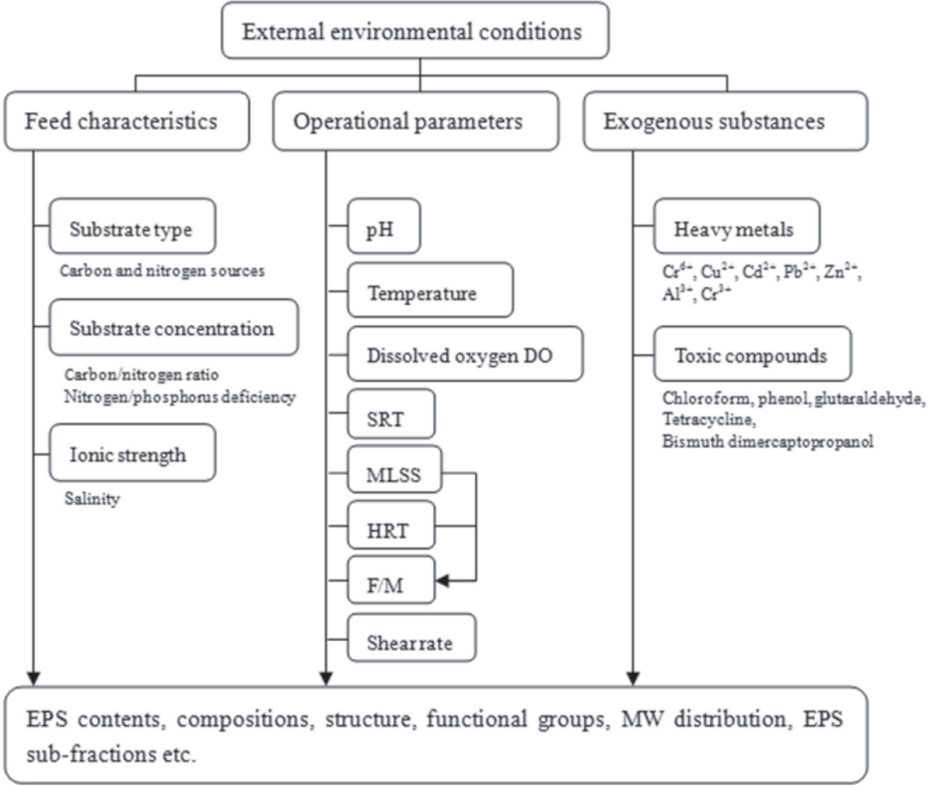 External environmental conditions
Feed characteristics
Operational parameters
Exogenous substances
Substrate type
Carbon and nitrogen sources
Substrate concentration
Carbon/nitrogen ratio
Nitrogen/phosphorus deficiency
Ionic strength
Salinity
pH
Temperature
Dissolved oxygen DO
SRT
MLSS
HRT
F/M
Shear rate
Heavy metals
Cr⁶⁺, Cu²⁺, Cd²⁺, Pb²⁺, Zn²⁺,
Al³⁺, Cr³⁺
Toxic compounds
Chloroform, phenol, glutaraldehyde,
Tetracycline,
Bismuth dimercaptopropanol
EPS contents, compositions, structure, functional groups, MW distribution, EPS
sub-fractions etc.